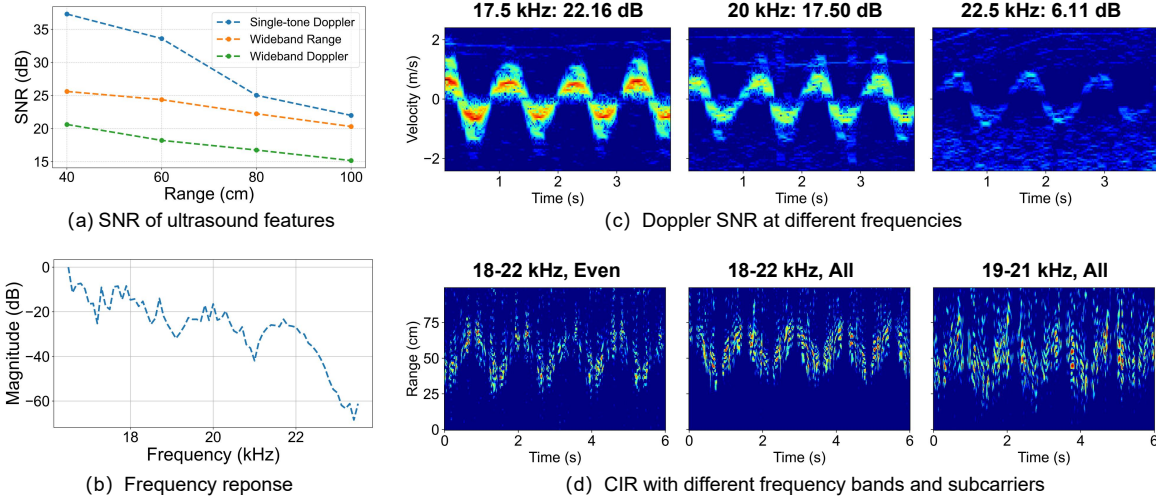 37
35
30
25
20
15
SNR (dB)
Single-tone Doppler
Wideband Range
Wideband Doppler
40
60
80
100
Range (cm)
(a) SNR of ultrasound features
17.5 kHz: 22.16 dB
20 kHz: 17.50 dB
22.5 kHz: 6.11 dB
2
0
−2
Velocity (m/s)
1 2 3
1 2 3
1 2 3
Time (s)
Time (s)
Time (s)
(c) Doppler SNR at different frequencies
0
−20
−40
−60
Magnitude (dB)
18 20 22
Frequency (kHz)
(b) Frequency reponse
18-22 kHz, Even
18-22 kHz, All
19-21 kHz, All
75
50
25
0
Range (cm)
0 2 4 6
0 2 4 6
0 2 4 6
Time (s)
Time (s)
Time (s)
(d) CIR with different frequency bands and subcarriers